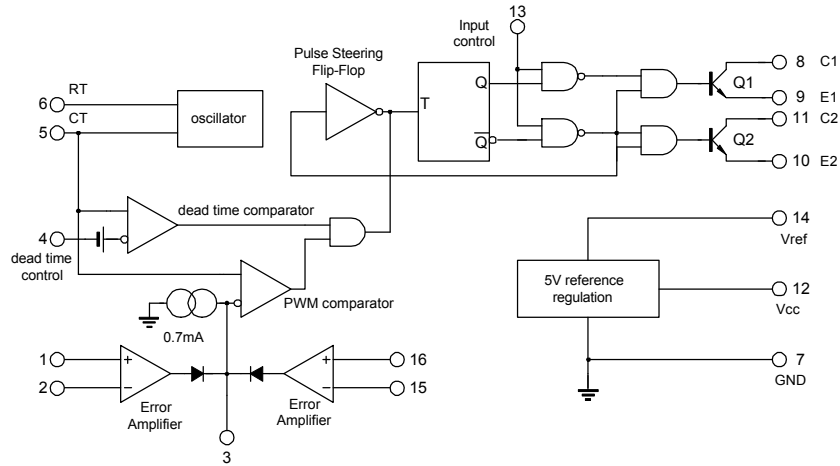 13
Input
control
Pulse Steering
Flip-Flop
8 C1
Q1
9 E1
11 C2
Q2
10 E2
T
Q
Q
6 RT
5 CT
oscillator
dead time comparator
4
dead time
control
PWM comparator
0.7mA
14
Vref
5V reference
regulation
12
Vcc
7
GND
1 +
2 −
Error
Amplifier
+ 16
− 15
Error
Amplifier
3